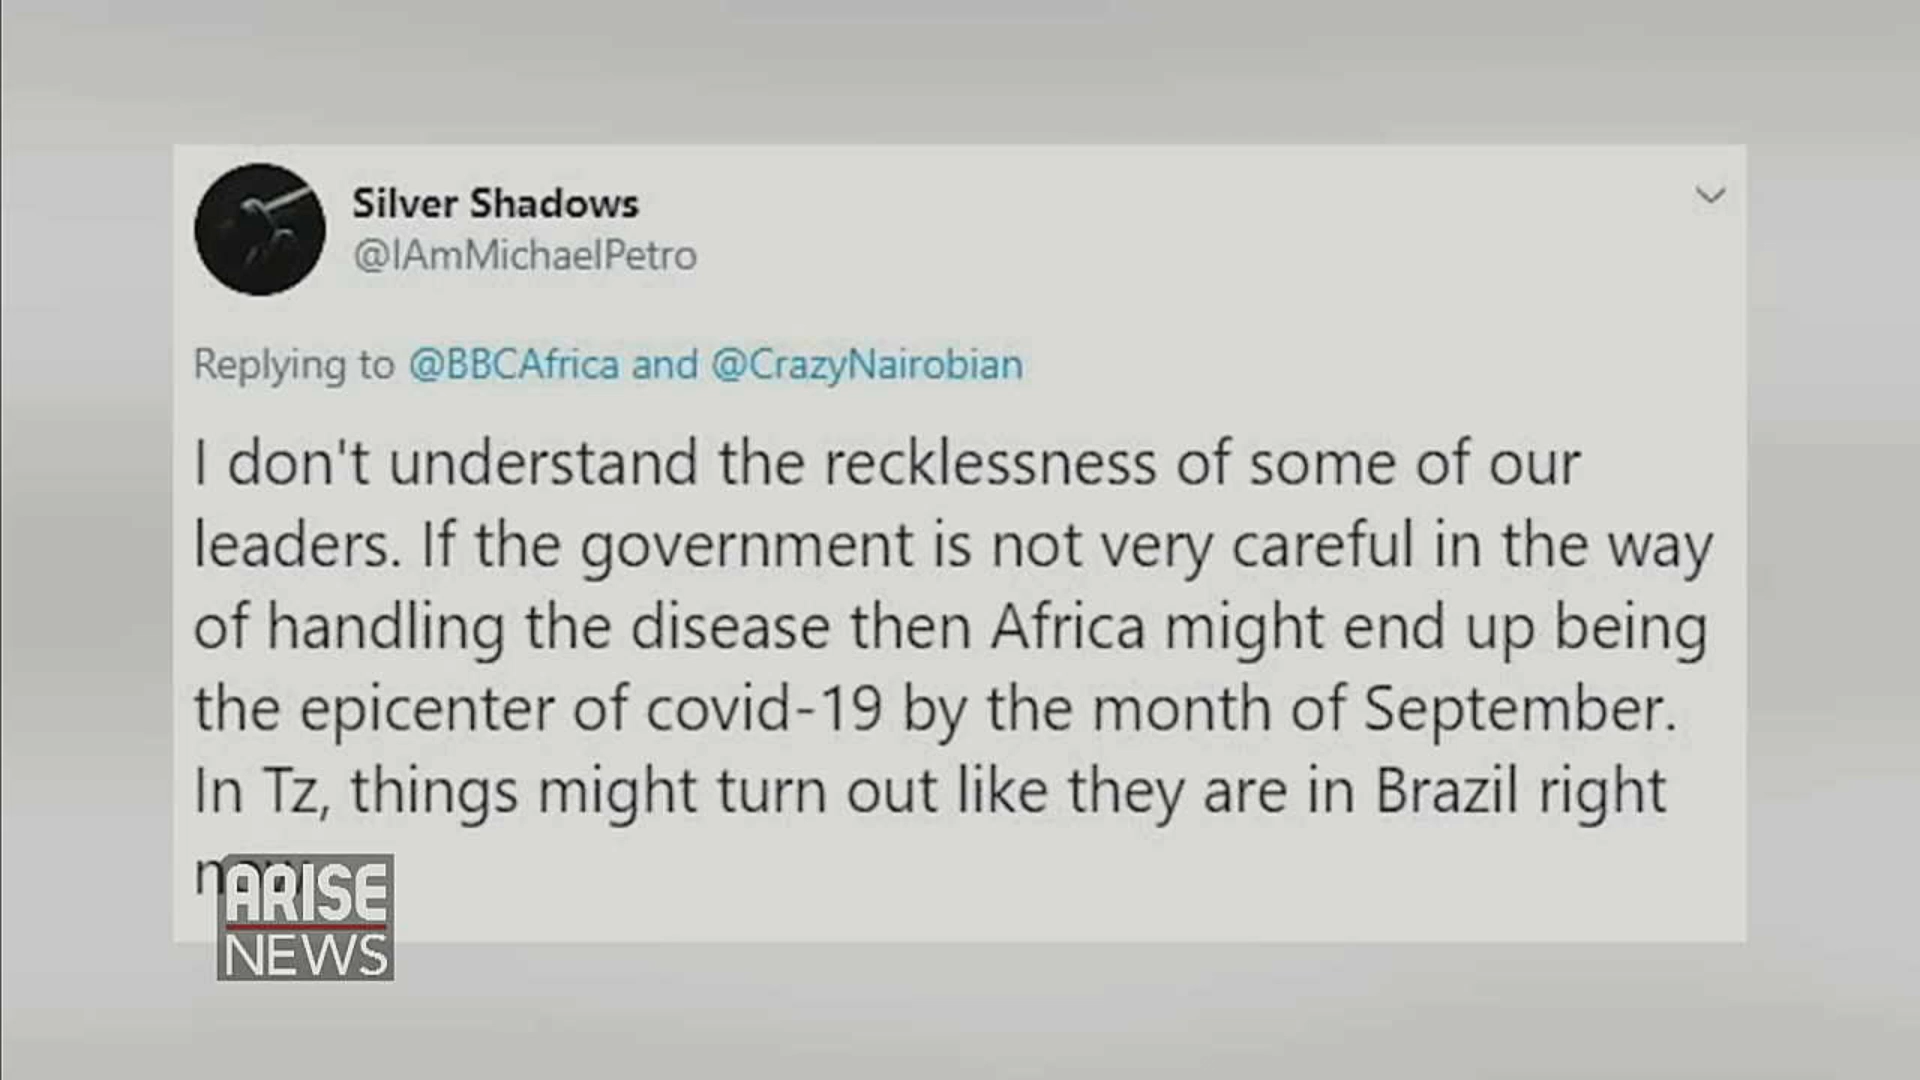 Silver Shadows
@IAmMichaelPetro
Replying to @BBCAfrica and @CrazyNairobian
I don't understand the recklessness of some of our
leaders. If the government is not very careful in the way
of handling the disease then Africa might end up being
the epicenter of covid-19 by the month of September.
In Tz, things might turn out like they are in Brazil right
ARISE
NEWS